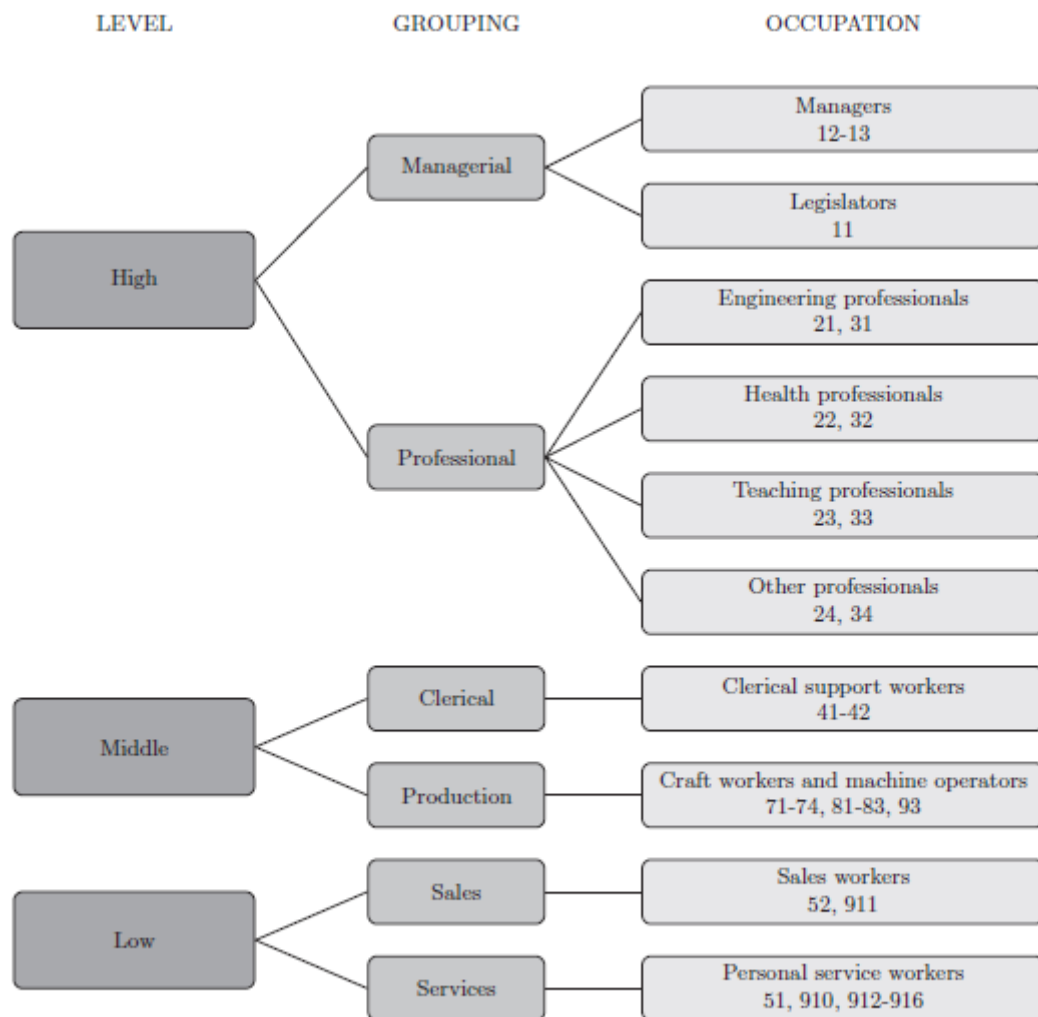 LEVEL GROUPING OCCUPATION
Managers
12-13
Managerial
Legislators
11
High
Engineering professionals
21, 31
Health professionals
22, 32
Professional
Teaching professionals
23, 33
Other professionals
24, 34
Clerical
Clerical support workers
41-42
Middle
Production
Craft workers and machine operators
71-74, 81-83, 93
Sales
Sales workers
52, 911
Low
Services
Personal service workers
51, 910, 912-916